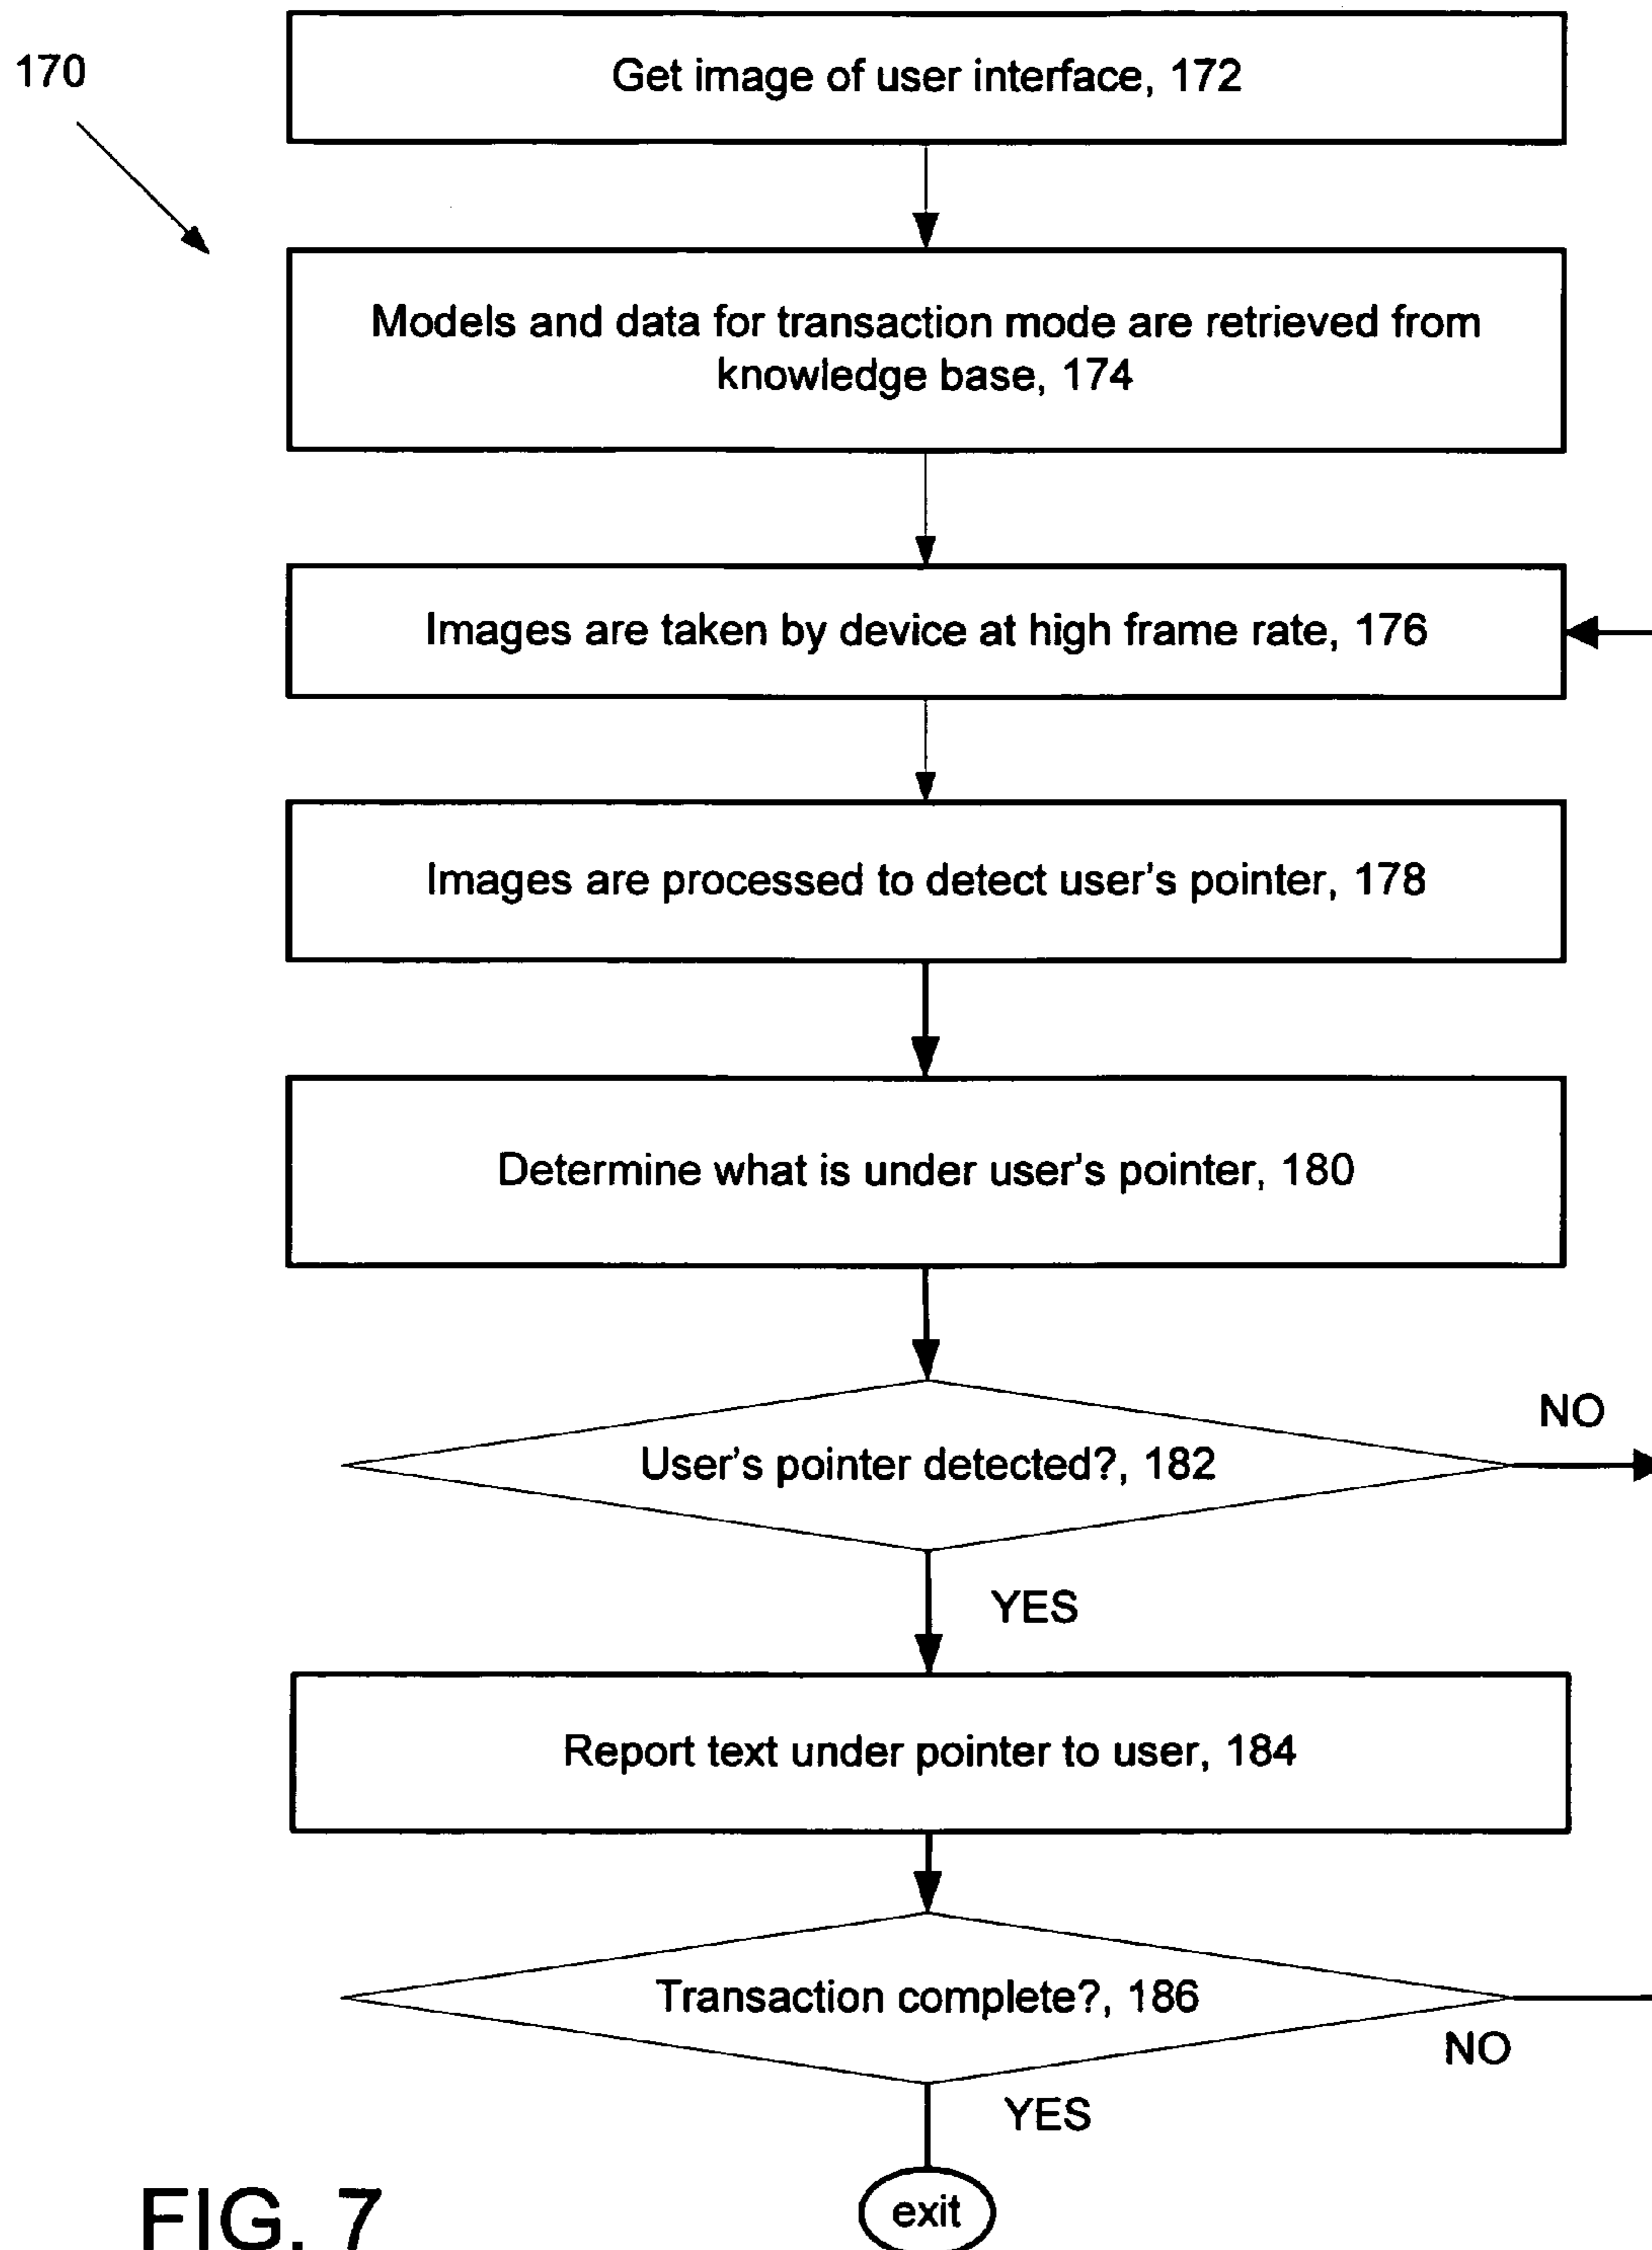 170
Get image of user interface, 172
Models and data for transaction mode are retrieved from
knowledge base, 174
Images are taken by device at high frame rate, 176
Images are processed to detect user's pointer, 178
Determine what is under user's pointer, 180
User's pointer detected?, 182
NO
YES
Report text under pointer to user, 184
Transaction complete?, 186
NO
YES
exit
FIG. 7